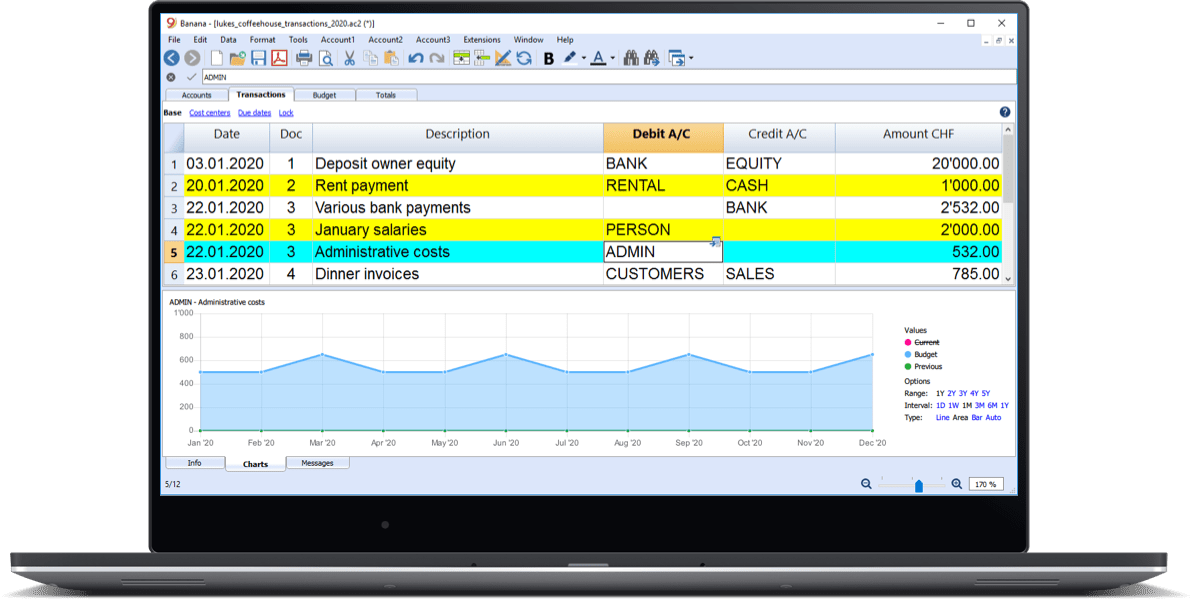 Banana - [lukes_coffeehouse_transactions_2020.ac2 (*)]
File Edit Data Format Tools Account1 Account2 Account3 Extensions Window Help
B A
ADMIN
Accounts Transactions Budget Totals
Base Cost centers Due dates Lock
Date Doc Description Debit A/C Credit A/C Amount CHF
1 03.01.2020 1 Deposit owner equity BANK EQUITY 20'000.00
2 20.01.2020 2 Rent payment RENTAL CASH 1'000.00
3 22.01.2020 3 Various bank payments BANK 2'532.00
4 22.01.2020 3 January salaries PERSON 2'000.00
5 22.01.2020 3 Administrative costs ADMIN 532.00
6 23.01.2020 4 Dinner invoices CUSTOMERS SALES 785.00
ADMIN - Administrative costs
1'000
800
600
400
200
0
Jan '20 Feb '20 Mar '20 Apr '20 May '20 Jun '20 Jul '20 Aug '20 Sep '20 Oct '20 Nov '20 Dec '20
Values
Current
Budget
Previous
Options
Range: 1Y 2Y 3Y 4Y 5Y
Interval: 1D 1W 1M 3M 6M 1Y
Type: Line Area Bar Auto
Info Charts Messages
5/12 170 %